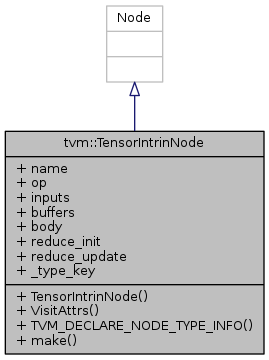 Node
tvm::TensorIntrinNode
+ name
+ op
+ inputs
+ buffers
+ body
+ reduce_init
+ reduce_update
+ _type_key
+ TensorIntrinNode()
+ VisitAttrs()
+ TVM_DECLARE_NODE_TYPE_INFO()
+ make()